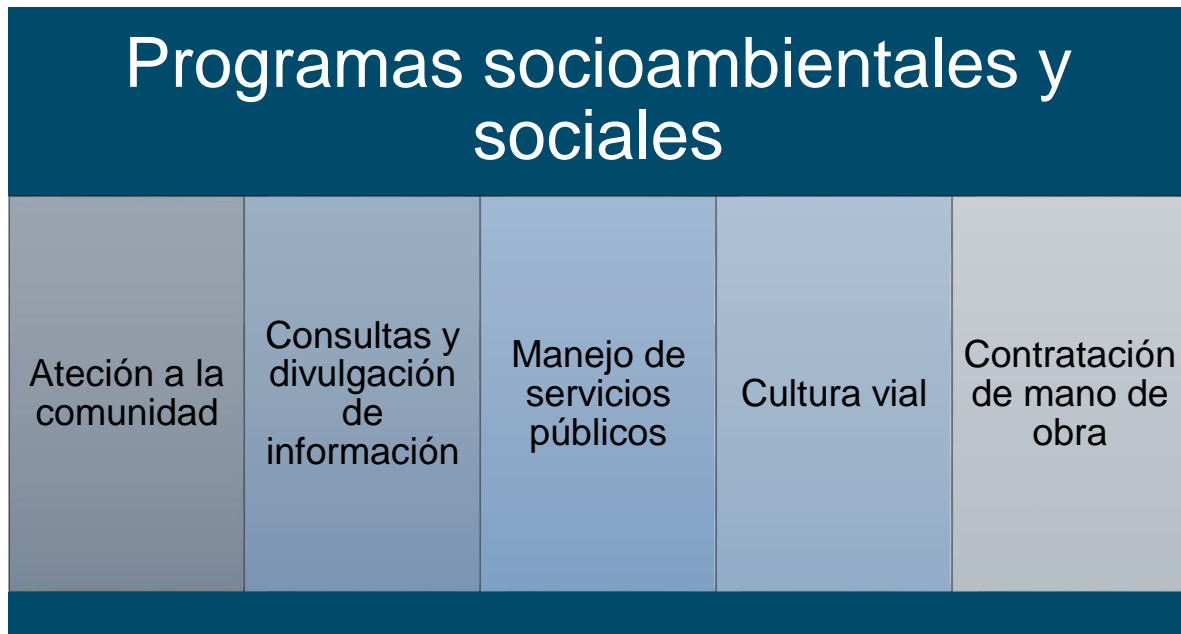 Programas socioambientales y
sociales
Ateción a la
comunidad
Consultas y
divulgación
de
información
Manejo de
servicios
públicos
Cultura vial
Contratación
de mano de
obra